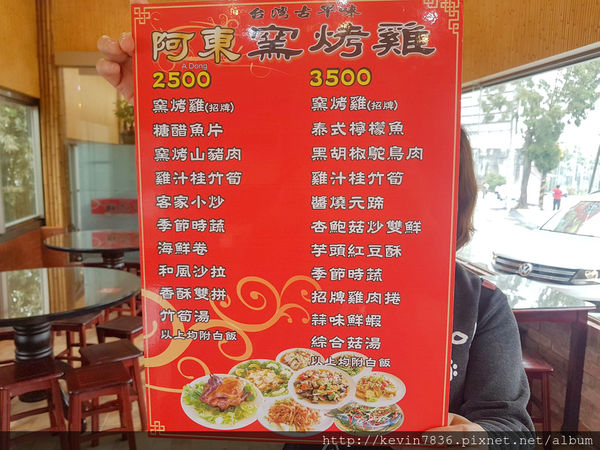 台灣古早味
阿東窯烤雞
A Dong
2500
窯烤雞(招牌)
糖醋魚片
窯烤山豬肉
雞汁桂竹筍
客家小炒
季節時蔬
海鮮卷
和風沙拉
香酥雙拼
竹筍湯
以上均附白飯
3500
窯烤雞(招牌)
泰式檸檬魚
黑胡椒鴕鳥肉
雞汁桂竹筍
醬燒元蹄
杏鮑菇炒雙鮮
芋頭紅豆酥
季節時蔬
招牌雞肉捲
蒜味鮮蝦
綜合菇湯
以上均附白飯
http://kevin7836.pixnet.net/album